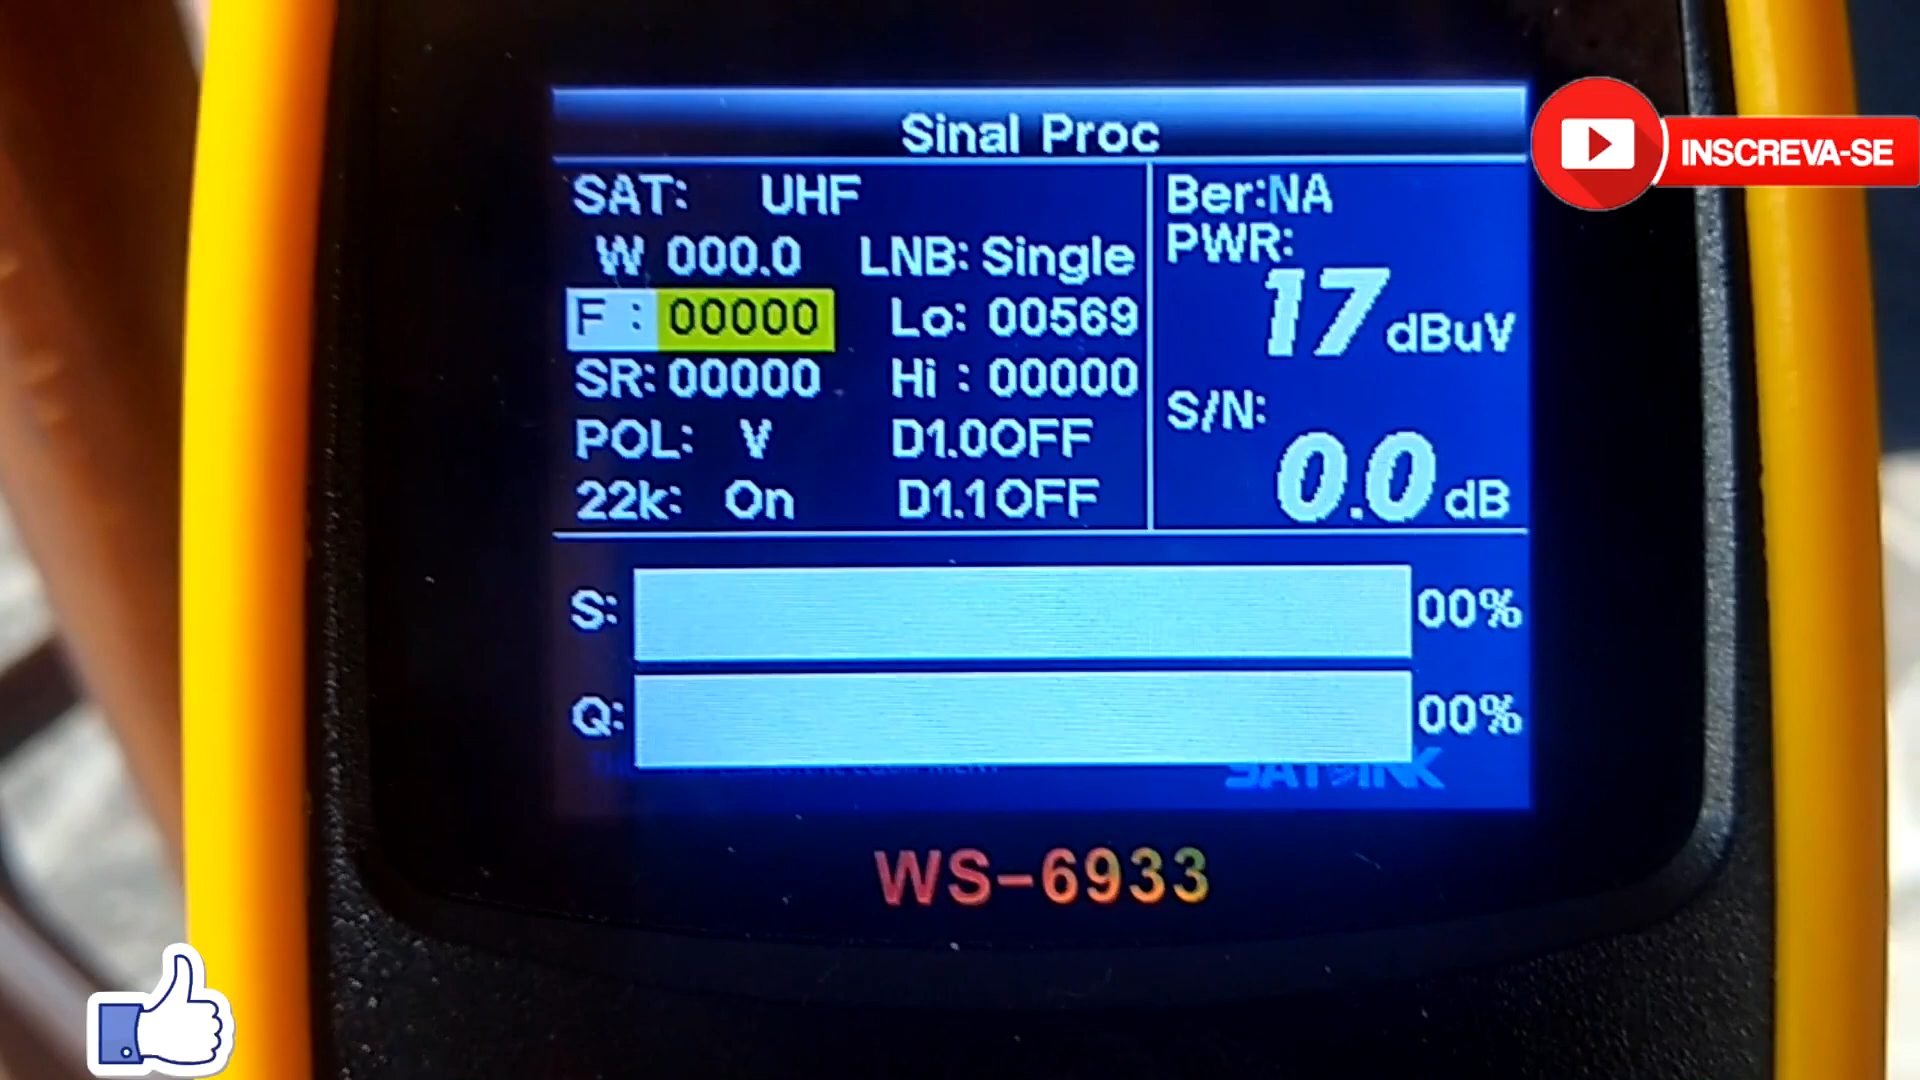 Sinal Proc
SAT: UHF
W 000.0 LNB: Single
F : 00000 Lo: 00569
SR: 00000 Hi : 00000
POL: V D1.0OFF
22k: On D1.1OFF
Ber:NA
PWR:
17 dBuV
S/N:
0.0 dB
S: 00%
Q: 00%
WS-6933
INSCREVA-SE